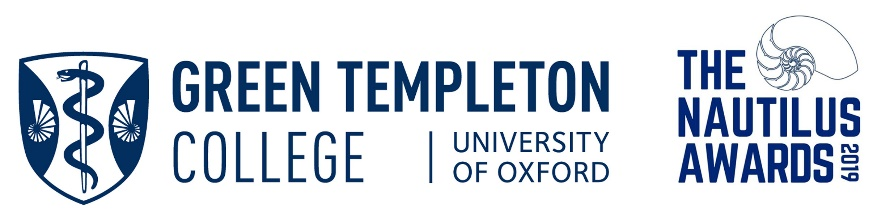 GREEN TEMPLETON
COLLEGE | UNIVERSITY
OF OXFORD
THE
NAUTILUS
AWARDS 2019